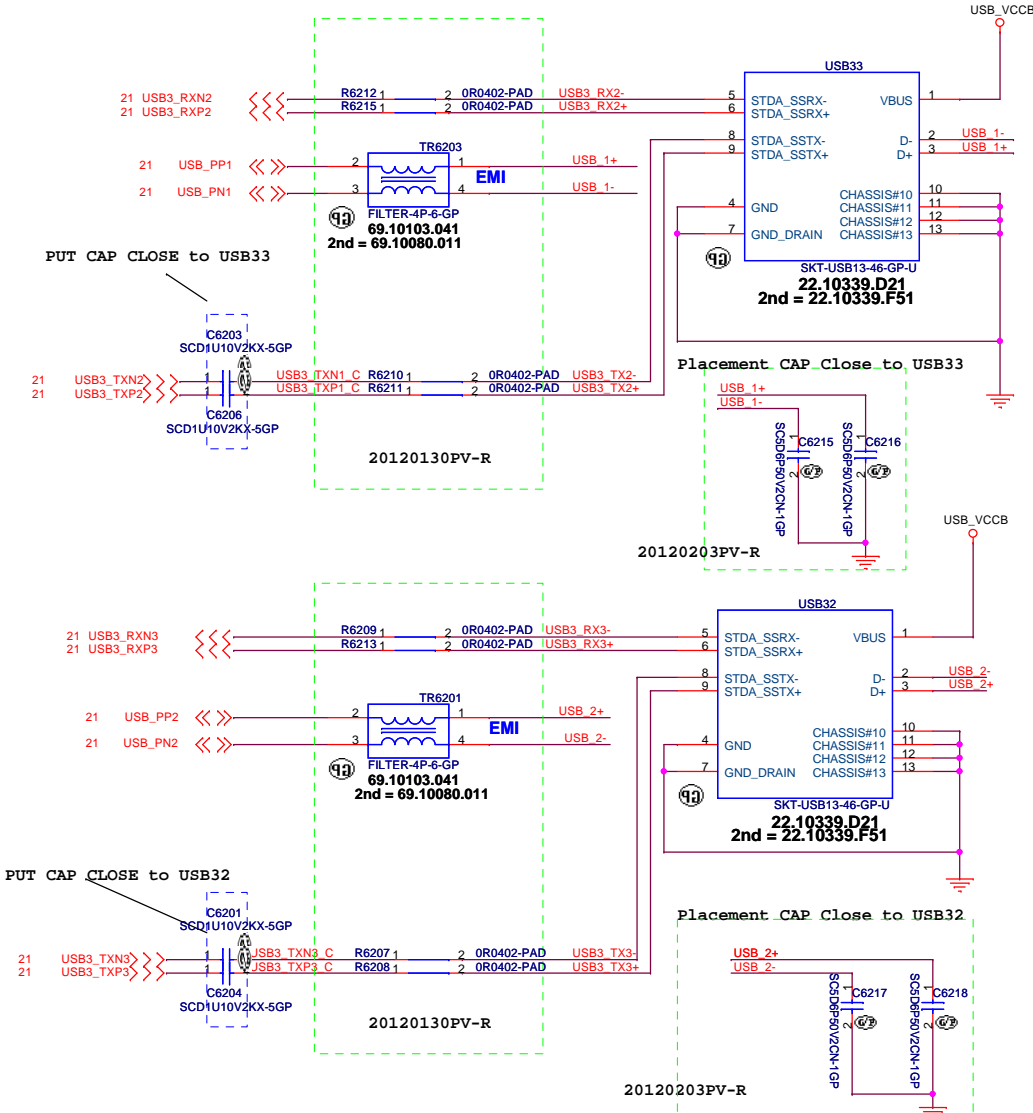 USB_VCCB
USB33
21 USB3_RXN2 R6212 1 2 0R0402-PAD USB3_RX2- 5 STDA_SSRX- VBUS 1
21 USB3_RXP2 R6215 1 2 0R0402-PAD USB3_RX2+ 6 STDA_SSRX+
8 STDA_SSTX- D- 2 USB_1-
9 STDA_SSTX+ D+ 3 USB_1+
TR6203
21 USB_PP1 2 1 USB_1+
EMI
21 USB_PN1 3 4 USB_1-
FILTER-4P-6-GP
69.10103.041
2nd = 69.10080.011
CHASSIS#10 10
4 GND CHASSIS#11 11
CHASSIS#12 12
7 GND_DRAIN CHASSIS#13 13
SKT-USB13-46-GP-U
22.10339.D21
2nd = 22.10339.F51
PUT CAP CLOSE to USB33
C6203
SCD1U10V2KX-5GP
21 USB3_TXN2 1 USB3_TXN1_C R6210 1 2 0R0402-PAD USB3_TX2-
21 USB3_TXP2 1 USB3_TXP1_C R6211 1 2 0R0402-PAD USB3_TX2+
C6206
SCD1U10V2KX-5GP
20120130PV-R
Placement CAP Close to USB33
USB_1+
USB_1-
1 C6215 1 C6216
SC5D6P50V2CN-1GP SC5D6P50V2CN-1GP
2 2
20120203PV-R
USB_VCCB
USB32
21 USB3_RXN3 R6209 1 2 0R0402-PAD USB3_RX3- 5 STDA_SSRX- VBUS 1
21 USB3_RXP3 R6213 1 2 0R0402-PAD USB3_RX3+ 6 STDA_SSRX+
8 STDA_SSTX- D- 2 USB_2-
9 STDA_SSTX+ D+ 3 USB_2+
TR6201
21 USB_PP2 2 1 USB_2+
EMI
21 USB_PN2 3 4 USB_2-
FILTER-4P-6-GP
69.10103.041
2nd = 69.10080.011
CHASSIS#10 10
4 GND CHASSIS#11 11
CHASSIS#12 12
7 GND_DRAIN CHASSIS#13 13
SKT-USB13-46-GP-U
22.10339.D21
2nd = 22.10339.F51
PUT CAP CLOSE to USB32
C6201
SCD1U10V2KX-5GP
21 USB3_TXN3 1 USB3_TXN3_C R6207 1 2 0R0402-PAD USB3_TX3-
21 USB3_TXP3 1 USB3_TXP3_C R6208 1 2 0R0402-PAD USB3_TX3+
C6204
SCD1U10V2KX-5GP
20120130PV-R
Placement CAP Close to USB32
USB_2+
USB_2-
1 C6217 1 C6218
SC5D6P50V2CN-1GP SC5D6P50V2CN-1GP
2 2
20120203PV-R